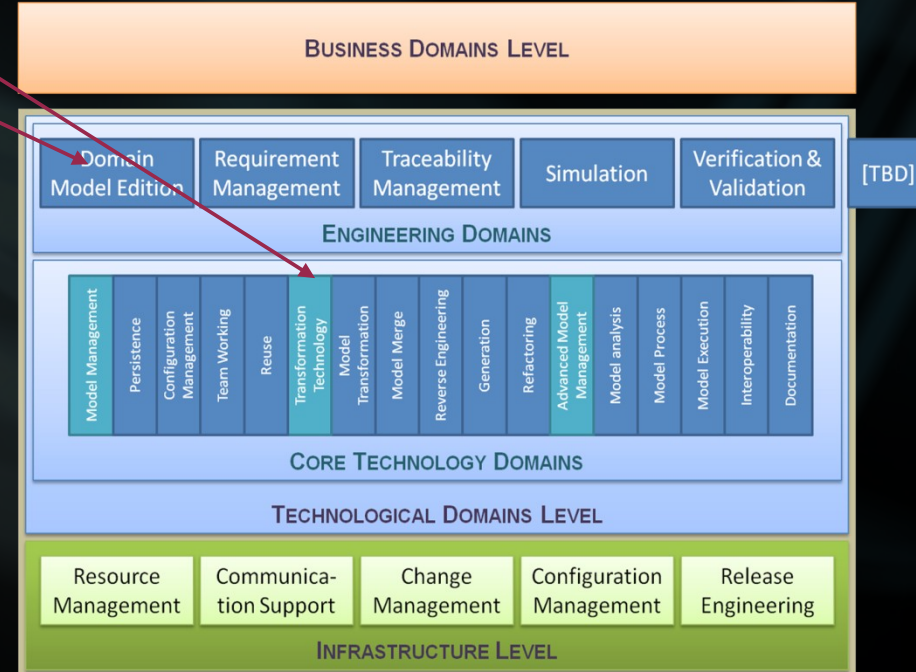 BUSINESS DOMAINS LEVEL
Domain
Model Edition
Requirement
Management
Traceability
Management
Simulation
Verification &
Validation
[TBD]
ENGINEERING DOMAINS
Model Management
Persistence
Configuration
Management
Team Working
Reuse
Transformation
Technology
Model
Transformation
Model Merge
Reverse Engineering
Generation
Refactoring
Advanced Model
Management
Model analysis
Model Process
Model Execution
Interoperability
Documentation
CORE TECHNOLOGY DOMAINS
TECHNOLOGICAL DOMAINS LEVEL
Resource
Management
Communica-
tion Support
Change
Management
Configuration
Management
Release
Engineering
INFRASTRUCTURE LEVEL